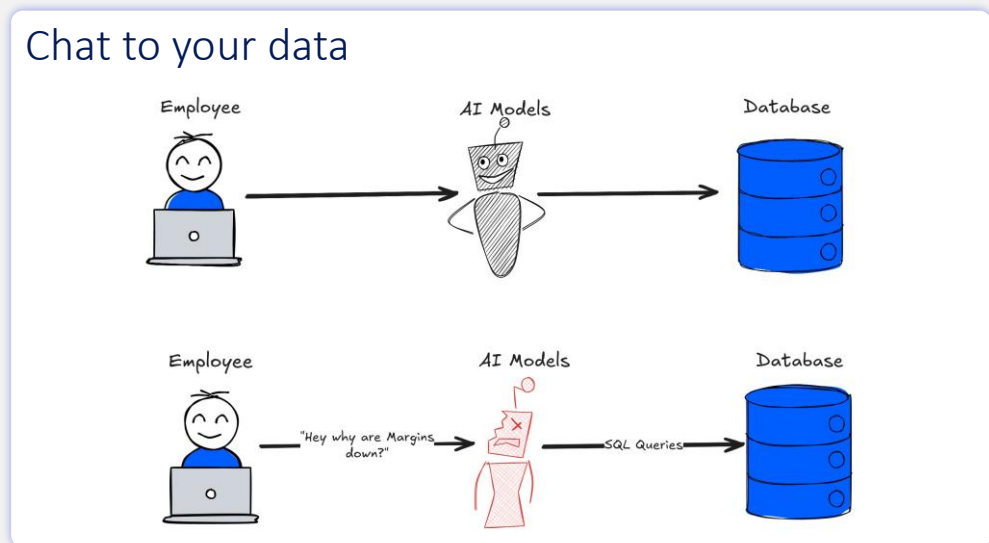 Chat to your data
Employee
AI Models
Database
Employee
AI Models
Database
"Hey why are Margins
down?"
SQL Queries